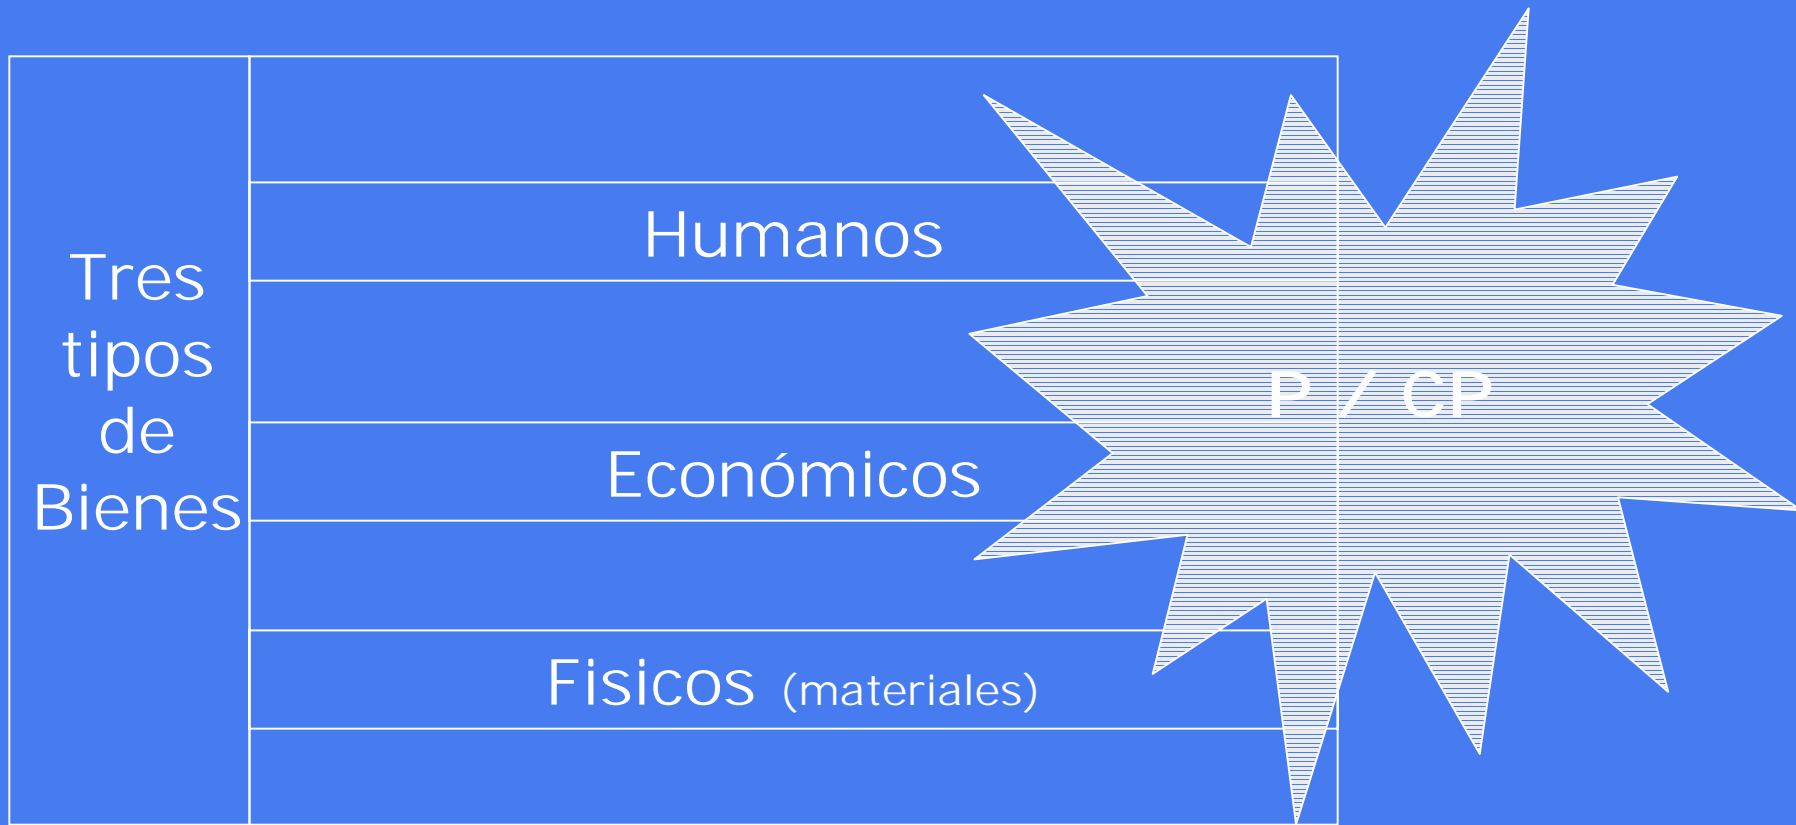 Tres
tipos
de
Bienes
Humanos
Económicos
Fisicos (materiales)
P / CP